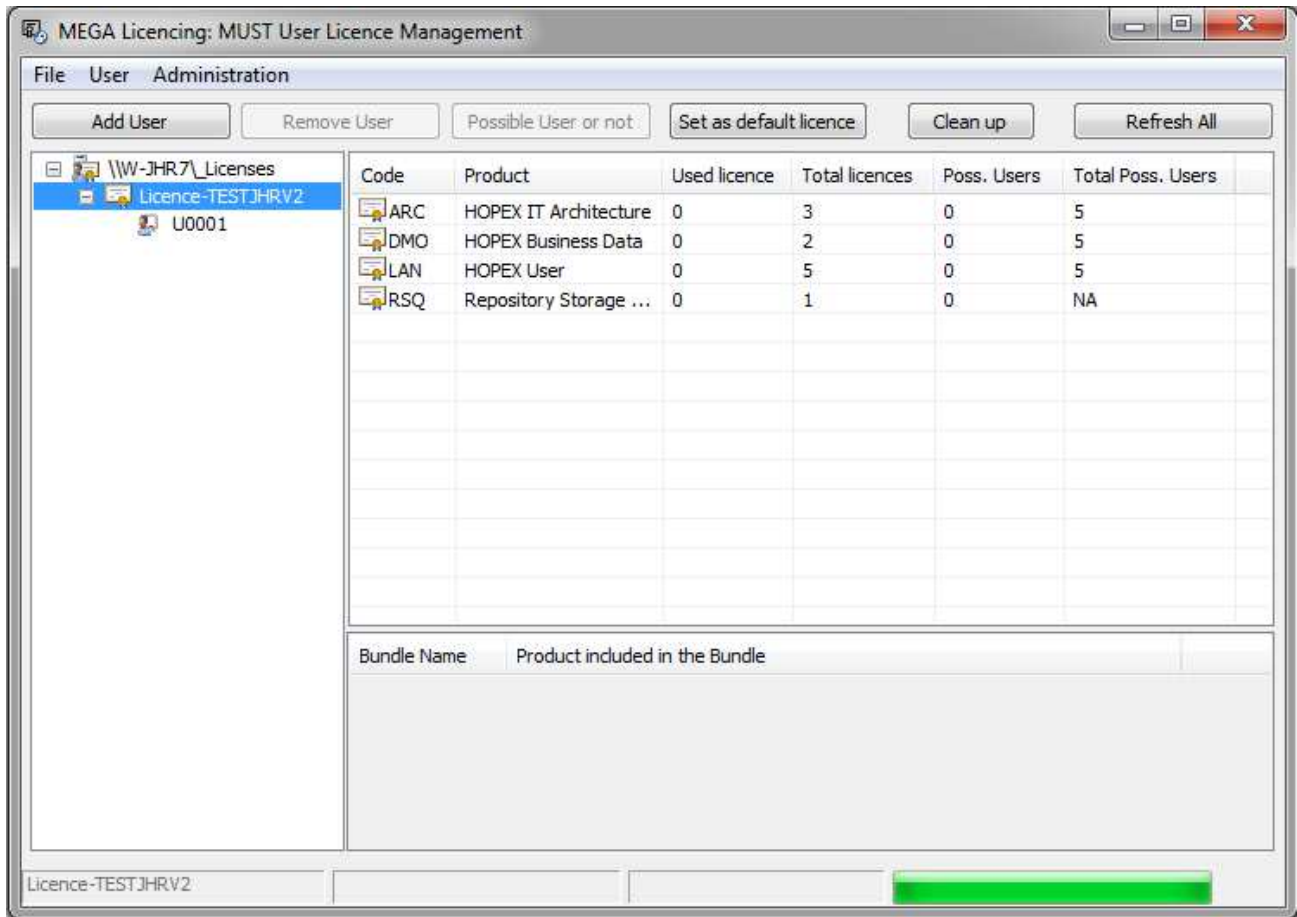 MEGA Licencing: MUST User Licence Management
File User Administration
Add User Remove User Possible User or not Set as default licence Clean up Refresh All
\\W-JHR7\_Licenses
Licence-TESTJHRV2
U0001
Code Product Used licence Total licences Poss. Users Total Poss. Users
ARC HOPEX IT Architecture 0 3 0 5
DMO HOPEX Business Data 0 2 0 5
LAN HOPEX User 0 5 0 5
RSQ Repository Storage ... 0 1 0 NA
Bundle Name Product included in the Bundle
Licence-TESTJHRV2